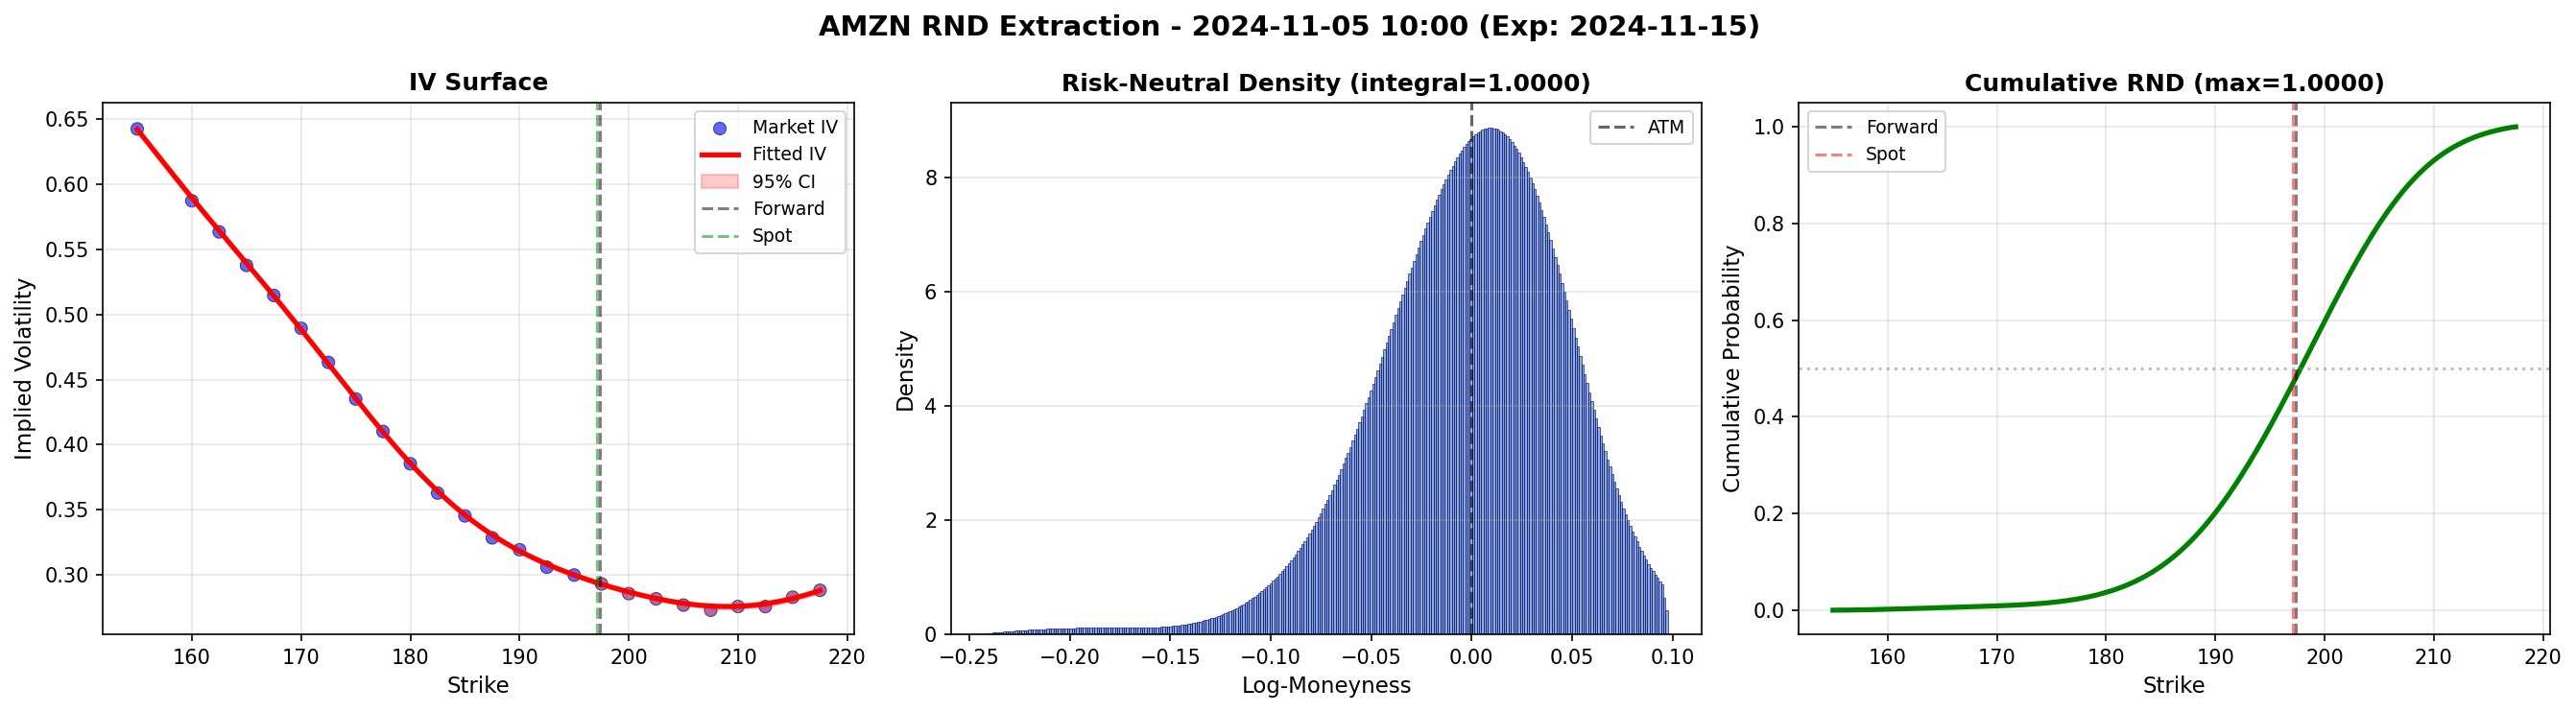 AMZN RND Extraction - 2024-11-05 10:00 (Exp: 2024-11-15)
IV Surface
Implied Volatility
0.65
0.60
0.55
0.50
0.45
0.40
0.35
0.30
160
170
180
190
200
210
220
Strike
Market IV
Fitted IV
95% CI
Forward
Spot
Risk-Neutral Density (integral=1.0000)
Density
8
6
4
2
0
−0.25
−0.20
−0.15
−0.10
−0.05
0.00
0.05
0.10
Log-Moneyness
ATM
Cumulative RND (max=1.0000)
Cumulative Probability
1.0
0.8
0.6
0.4
0.2
0.0
160
170
180
190
200
210
220
Strike
Forward
Spot